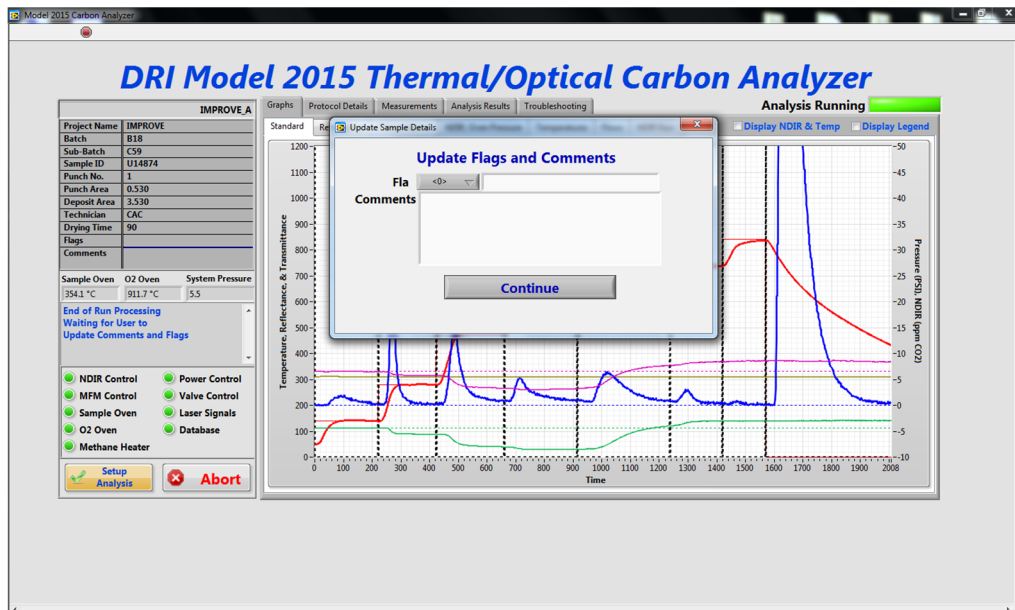 Model 2015 Carbon Analyzer
DRI Model 2015 Thermal/Optical Carbon Analyzer
IMPROVE_A
Project Name IMPROVE
Batch B18
Sub-Batch C59
Sample ID U14874
Punch No. 1
Punch Area 0.530
Deposit Area 3.530
Technician CAC
Drying Time 90
Flags
Comments
Sample Oven O2 Oven System Pressure
354.1 °C 911.7 °C 5.5
End of Run Processing
Waiting for User to
Update Comments and Flags
NDIR Control Power Control
MFM Control Valve Control
Sample Oven Laser Signals
O2 Oven Database
Methane Heater
Setup
Analysis
Abort
Graphs Protocol Details Measurements Analysis Results Troubleshooting
Analysis Running
Standard Re
Display NDIR & Temp Display Legend
Update Sample Details
Update Flags and Comments
Fla <0>
Comments
Continue
Temperature, Reflectance, & Transmittance
1200
1100
1000
900
800
700
600
500
400
300
200
100
0
0 100 200 300 400 500 600 700 800 900 1000 1100 1200 1300 1400 1500 1600 1700 1800 1900 2008
Time
-50
-45
-40
-35
-30
-25
-20
-15
-10
-5
-0
--5
--10
Pressure (PSI), NDIR (ppm CO2)